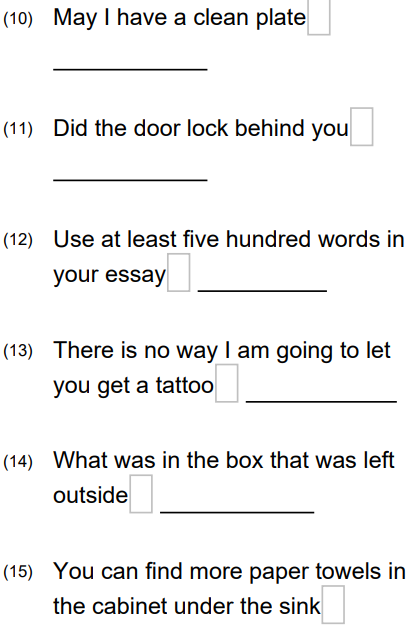 (10) May I have a clean plate
(11) Did the door lock behind you
(12) Use at least five hundred words in
your essay
(13) There is no way I am going to let
you get a tattoo
(14) What was in the box that was left
outside
(15) You can find more paper towels in
the cabinet under the sink